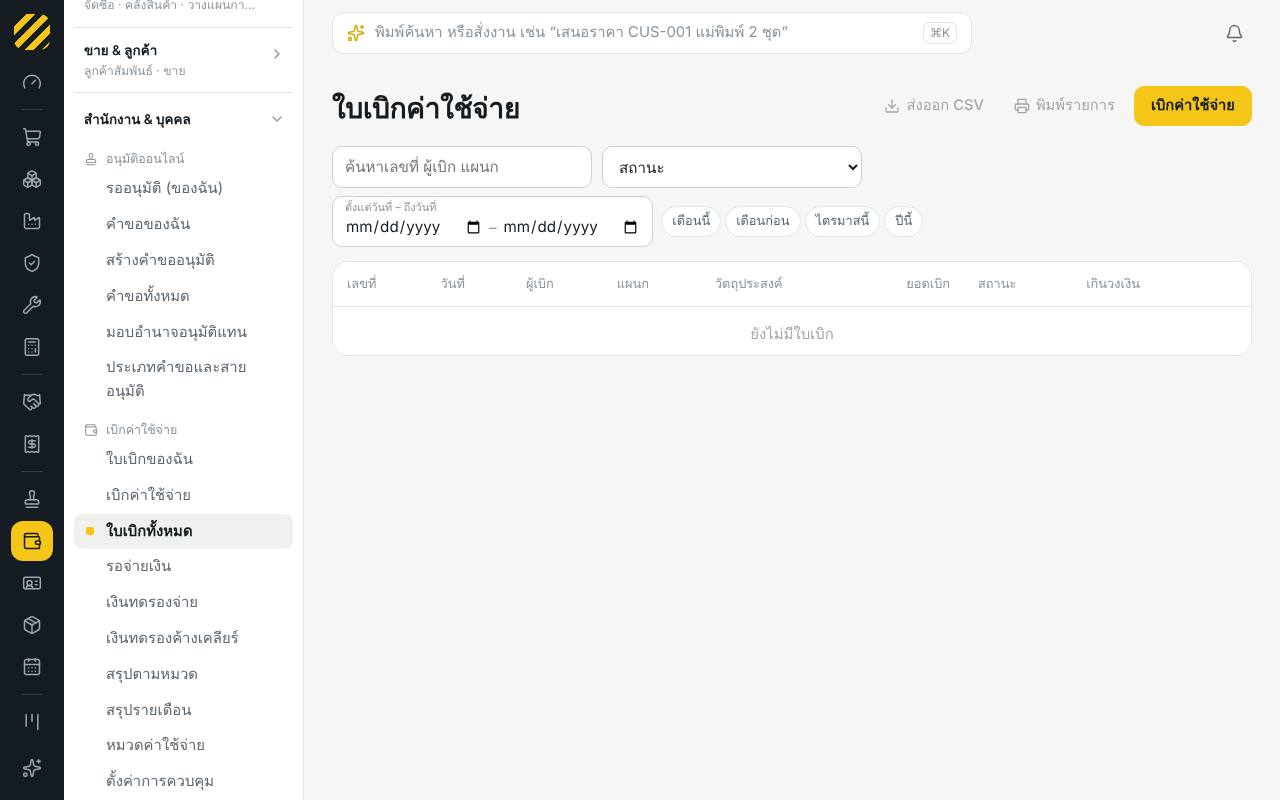 จัดซื้อ · คลังสินค้า · วางแผนกา...
ขาย & ลูกค้า
ลูกค้าสัมพันธ์ · ขาย
สำนักงาน & บุคคล
อนุมัติออนไลน์
รออนุมัติ (ของฉัน)
คำขอของฉัน
สร้างคำขออนุมัติ
คำขอทั้งหมด
มอบอำนาจอนุมัติแทน
ประเภทคำขอและสาย
อนุมัติ
เบิกค่าใช้จ่าย
ใบเบิกของฉัน
เบิกค่าใช้จ่าย
ใบเบิกทั้งหมด
รอจ่ายเงิน
เงินทดรองจ่าย
เงินทดรองค้างเคลียร์
สรุปตามหมวด
สรุปรายเดือน
หมวดค่าใช้จ่าย
ตั้งค่าการควบคุม
พิมพ์ค้นหา หรือสั่งงาน เช่น “เสนอราคา CUS-001 แม่พิมพ์ 2 ชุด” ⌘K
ใบเบิกค่าใช้จ่าย ส่งออก CSV พิมพ์รายการ เบิกค่าใช้จ่าย
ค้นหาเลขที่ ผู้เบิก แผนก สถานะ
ตั้งแต่วันที่ – ถึงวันที่
mm/dd/yyyy – mm/dd/yyyy เดือนนี้ เดือนก่อน ไตรมาสนี้ ปีนี้
เลขที่ วันที่ ผู้เบิก แผนก วัตถุประสงค์ ยอดเบิก สถานะ เกินวงเงิน
ยังไม่มีใบเบิก